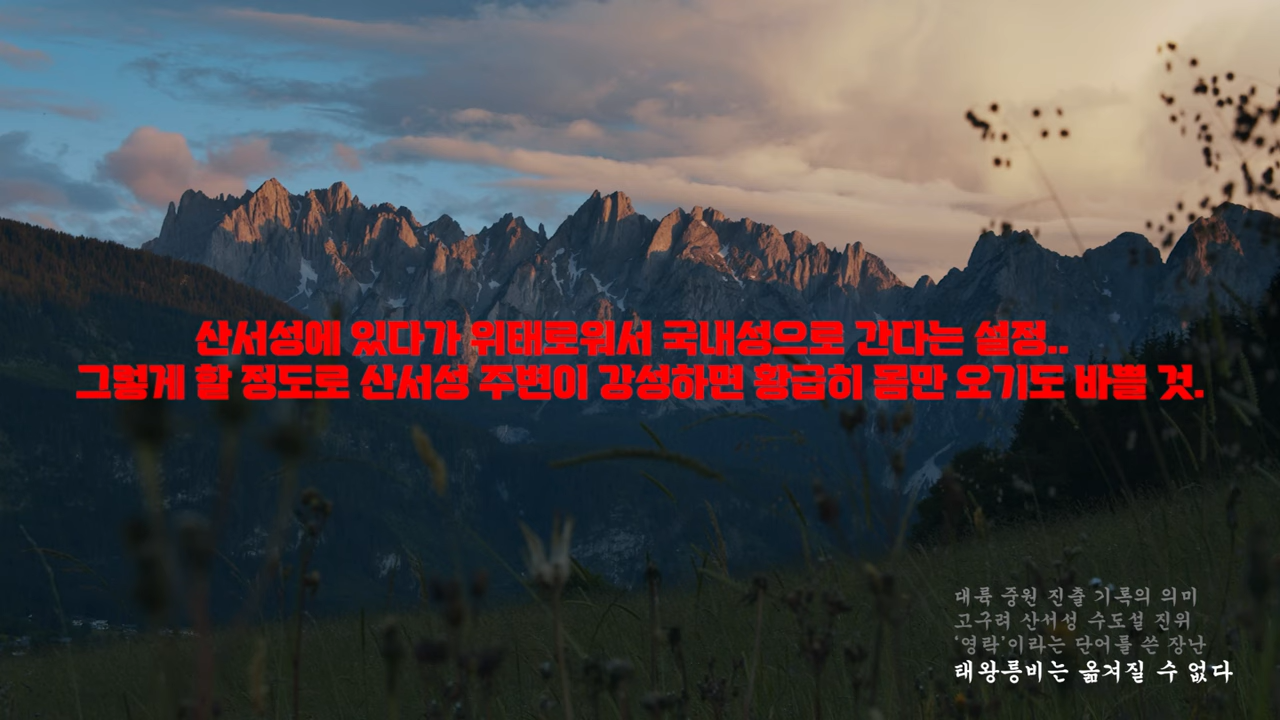 산서성에 있다가 위태로워서 국내성으로 간다는 설정..
그렇게 할 정도로 산서성 주변이 강성하면 황급히 몸만 오기도 바쁠 것.
대륙 중원 진출 기록의 의미
고구려 산서성 수도설 진위
‘영락’이라는 단어를 쓴 장난
태왕릉비는 옮겨질 수 없다